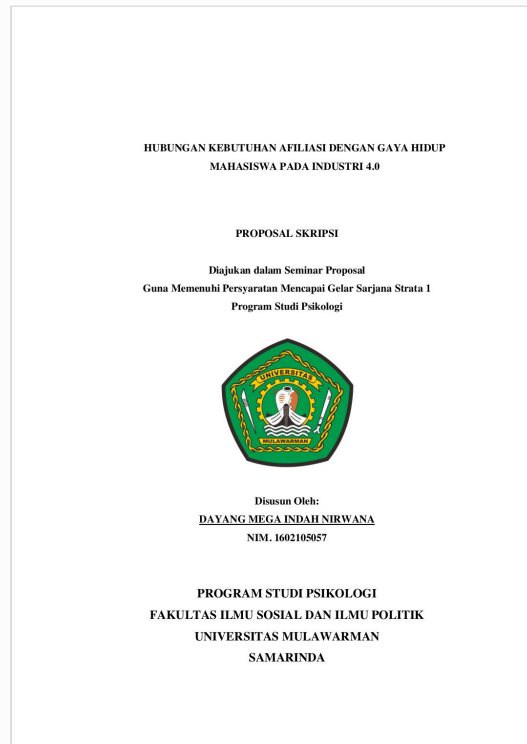 HUBUNGAN KEBUTUHAN AFILIASI DENGAN GAYA HIDUP
MAHASISWA PADA INDUSTRI 4.0
PROPOSAL SKRIPSI
Diajukan dalam Seminar Proposal
Guna Memenuhi Persyaratan Mencapai Gelar Sarjana Strata 1
Program Studi Psikologi
UNIVERSITAS
MULAWARMAN
Disusun Oleh:
DAYANG MEGA INDAH NIRWANA
NIM. 1602105057
PROGRAM STUDI PSIKOLOGI
FAKULTAS ILMU SOSIAL DAN ILMU POLITIK
UNIVERSITAS MULAWARMAN
SAMARINDA